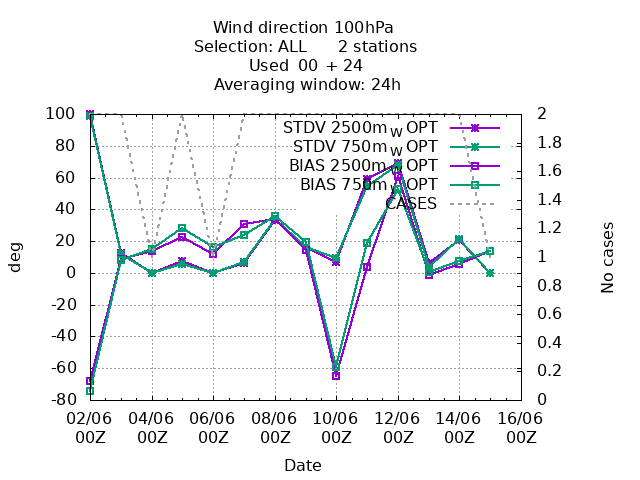 Wind direction 100hPa
Selection: ALL 2 stations
Used 00 + 24
Averaging window: 24h
STDV 2500m W OPT
STDV 750m W OPT
BIAS 2500m W OPT
BIAS 750m W OPT
CASES
deg
100
80
60
40
20
0
-20
-40
-60
-80
No cases
2
1.8
1.6
1.4
1.2
1
0.8
0.6
0.4
0.2
0
02/06 04/06 06/06 08/06 10/06 12/06 14/06 16/06
00Z 00Z 00Z 00Z 00Z 00Z 00Z 00Z
Date